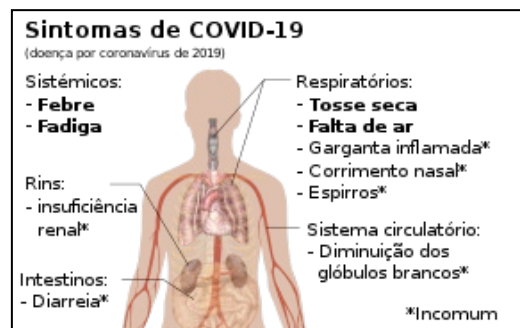 Sintomas de COVID-19
(doença por coronavírus de 2019)
Sistémicos:
- Febre
- Fadiga
Respiratórios:
- Tosse seca
- Falta de ar
- Garganta inflamada*
- Corrimento nasal*
- Espirros*
Rins:
- insuficiência
renal*
Sistema circulatório:
- Diminuição dos
glóbulos brancos*
Intestinos:
- Diarreia*
*Incomum